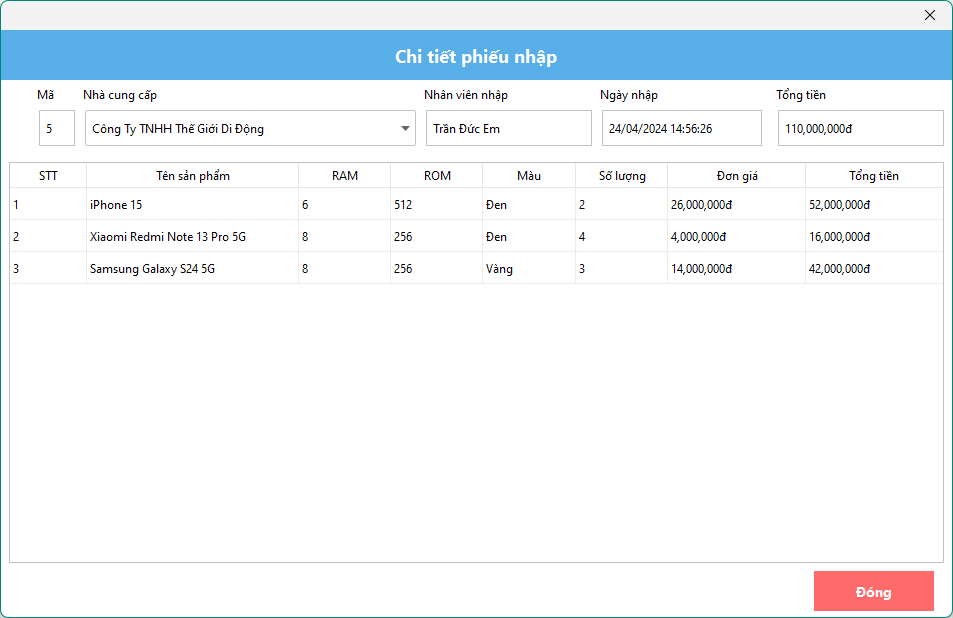 Chi tiết phiếu nhập
Mã Nhà cung cấp Nhân viên nhập Ngày nhập Tổng tiền
5 Công Ty TNHH Thế Giới Di Động Trần Đức Em 24/04/2024 14:56:26 110,000,000đ
STT Tên sản phẩm RAM ROM Màu Số lượng Đơn giá Tổng tiền
1 iPhone 15 6 512 Đen 2 26,000,000đ 52,000,000đ
2 Xiaomi Redmi Note 13 Pro 5G 8 256 Đen 4 4,000,000đ 16,000,000đ
3 Samsung Galaxy S24 5G 8 256 Vàng 3 14,000,000đ 42,000,000đ
Đóng